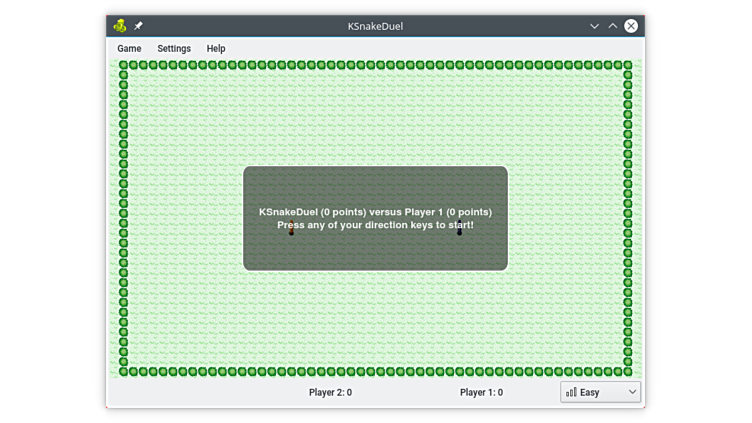 KSnakeDuel
Game Settings Help
KSnakeDuel (0 points) versus Player 1 (0 points)
Press any of your direction keys to start!
Player 2: 0 Player 1: 0 Easy